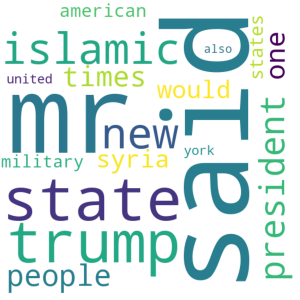 american
islamic
also
states
one
united
times
mr
said
would
new
syria
military
york
president
state
trump
people